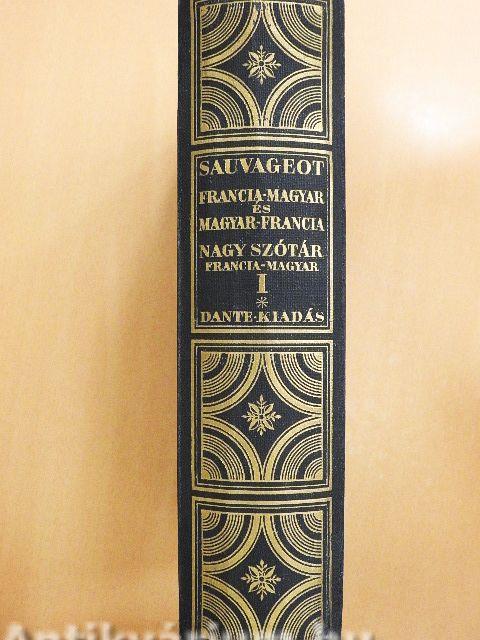 SAUVAGEOT
FRANCIA-MAGYAR
ÉS
MAGYAR-FRANCIA
NAGY SZÓTÁR
FRANCIA-MAGYAR
I
*
DANTE-KIADÁS